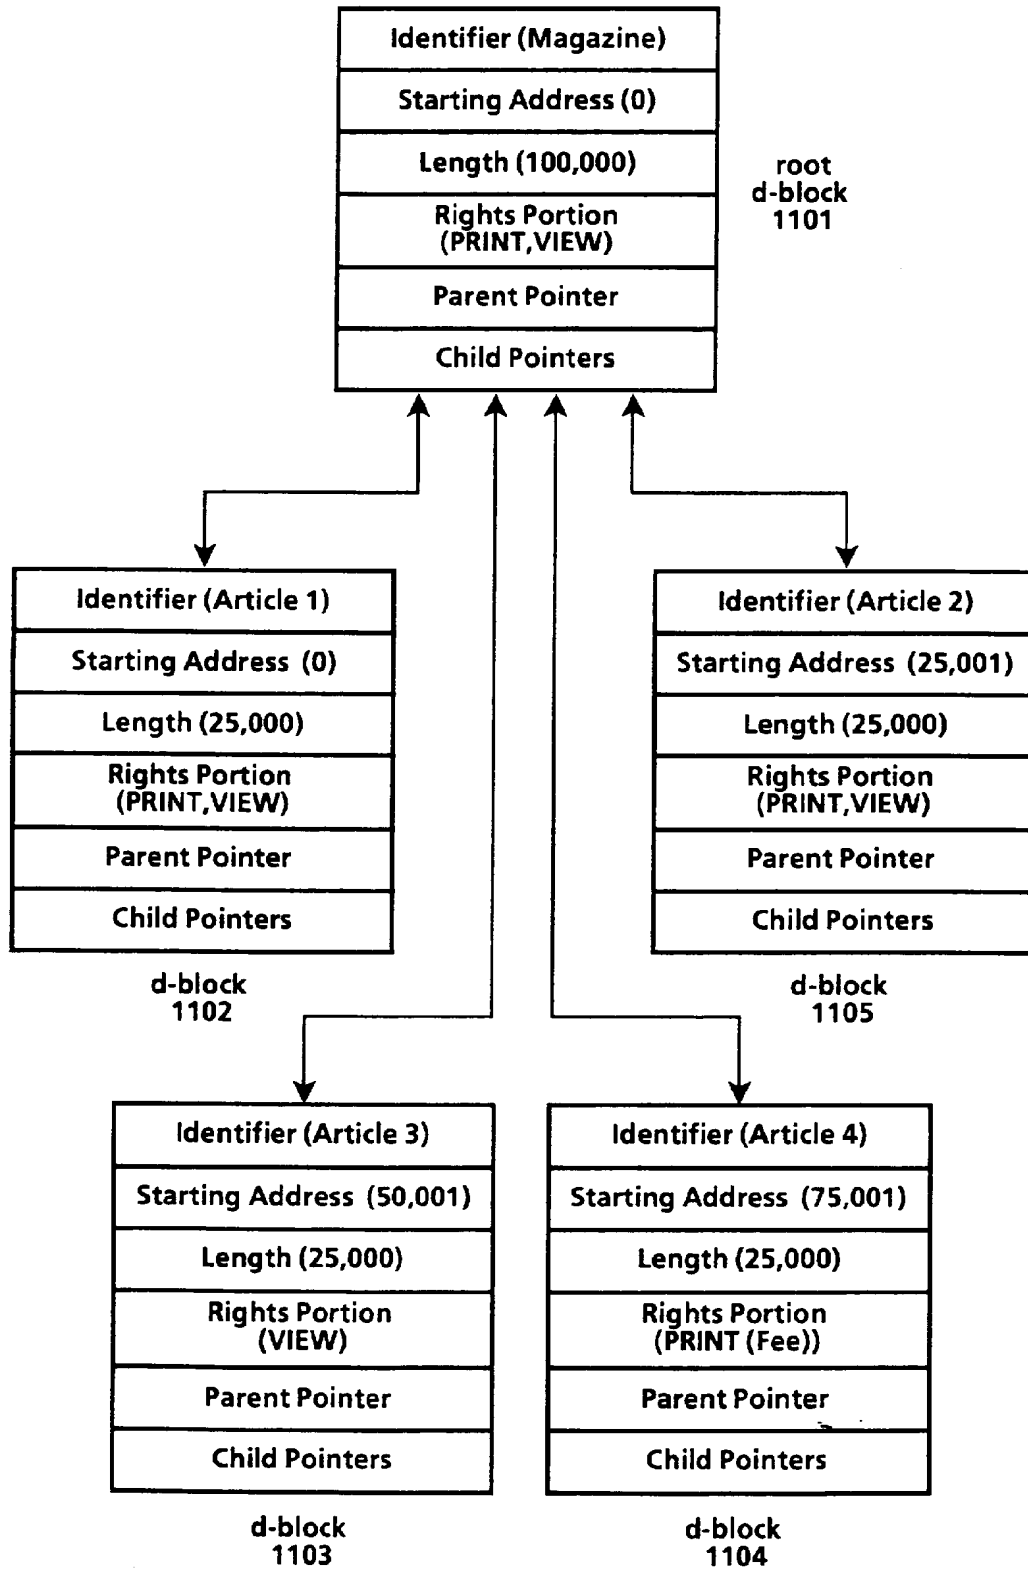 Identifier (Magazine)
Starting Address (0)
Length (100,000)
Rights Portion
(PRINT,VIEW)
Parent Pointer
Child Pointers
root
d-block
1101
Identifier (Article 1)
Starting Address (0)
Length (25,000)
Rights Portion
(PRINT,VIEW)
Parent Pointer
Child Pointers
d-block
1102
Identifier (Article 2)
Starting Address (25,001)
Length (25,000)
Rights Portion
(PRINT,VIEW)
Parent Pointer
Child Pointers
d-block
1105
Identifier (Article 3)
Starting Address (50,001)
Length (25,000)
Rights Portion
(VIEW)
Parent Pointer
Child Pointers
d-block
1103
Identifier (Article 4)
Starting Address (75,001)
Length (25,000)
Rights Portion
(PRINT (Fee))
Parent Pointer
Child Pointers
d-block
1104